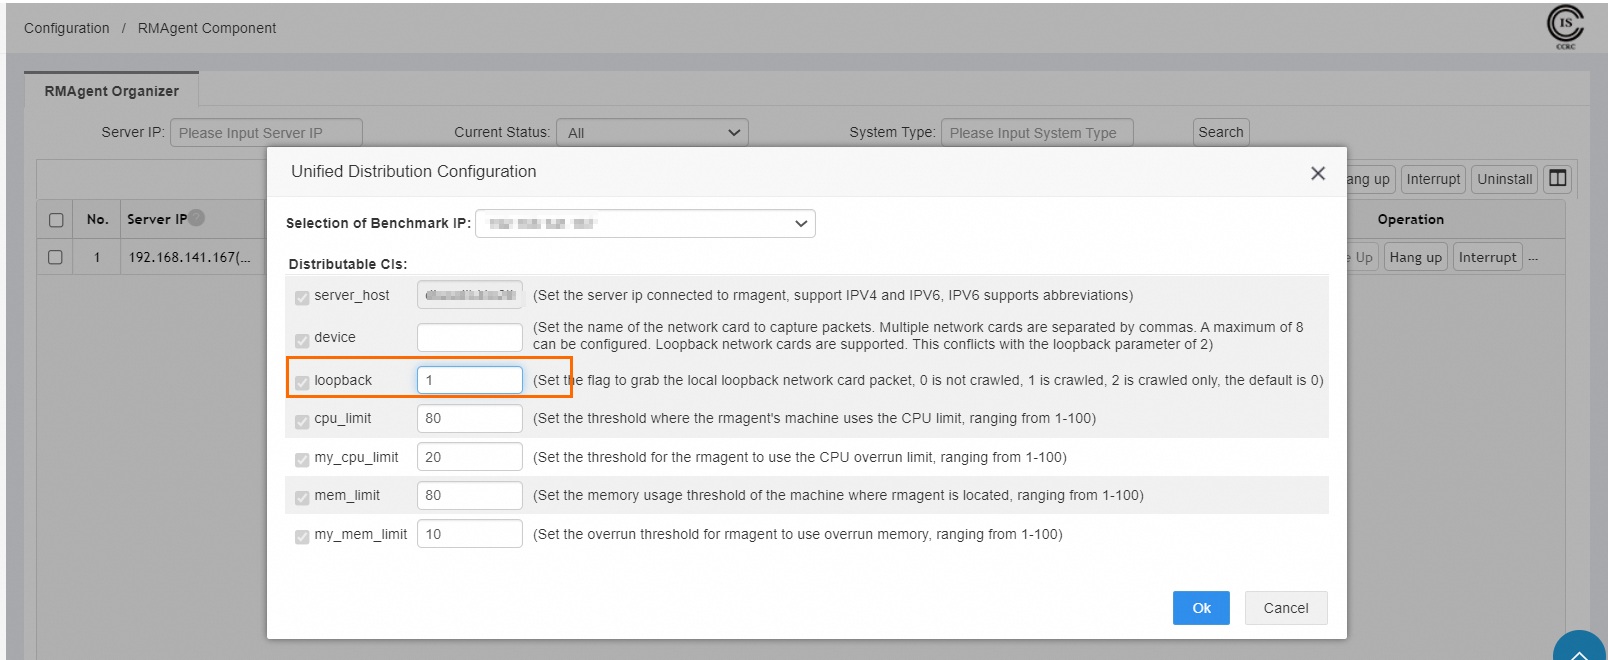 Configuration / RMAgent Component
IS
CCRC
RMAgent Organizer
Server IP: Please Input Server IP Current Status: All System Type: Please Input System Type Search
Unified Distribution Configuration
ang up Interrupt Uninstall
No. Server IP ? Operation
Selection of Benchmark IP:
1 192.168.141.167(... e Up Hang up Interrupt ...
Distributable CIs:
server_host (Set the server ip connected to rmagent, support IPV4 and IPV6, IPV6 supports abbreviations)
device (Set the name of the network card to capture packets. Multiple network cards are separated by commas. A maximum of 8
can be configured. Loopback network cards are supported. This conflicts with the loopback parameter of 2)
loopback 1 (Set the flag to grab the local loopback network card packet, 0 is not crawled, 1 is crawled, 2 is crawled only, the default is 0)
cpu_limit 80 (Set the threshold where the rmagent's machine uses the CPU limit, ranging from 1-100)
my_cpu_limit 20 (Set the threshold for the rmagent to use the CPU overrun limit, ranging from 1-100)
mem_limit 80 (Set the memory usage threshold of the machine where rmagent is located, ranging from 1-100)
my_mem_limit 10 (Set the overrun threshold for rmagent to use overrun memory, ranging from 1-100)
Ok Cancel